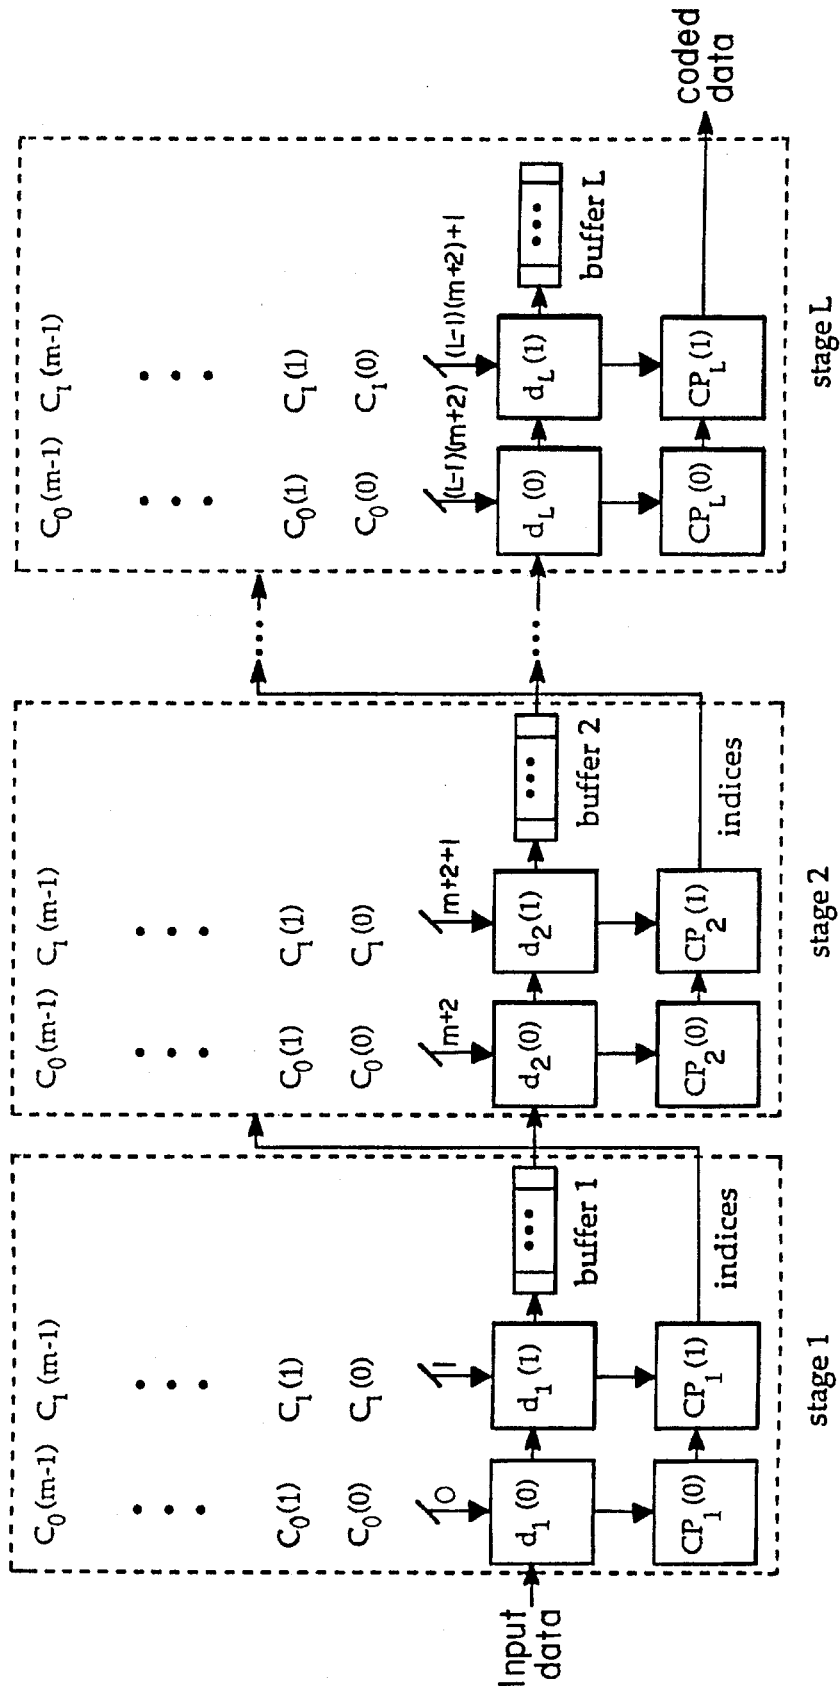 Input
data
C₀(m-1) C₁(m-1)
C₀(1) C₁(1)
C₀(0) C₁(0)
0 1
d₁(0) d₁(1)
buffer 1
CP₁(0) CP₁(1)
indices
stage 1
C₀(m-1) C₁(m-1)
C₀(1) C₁(1)
C₀(0) C₁(0)
m+2 m+2+1
d₂(0) d₂(1)
buffer 2
CP₂(0) CP₂(1)
indices
stage 2
C₀(m-1) C₁(m-1)
C₀(1) C₁(1)
C₀(0) C₁(0)
(L-1)(m+2) (L-1)(m+2)+1
d_L(0) d_L(1)
buffer L
CP_L(0) CP_L(1)
stage L
coded
data